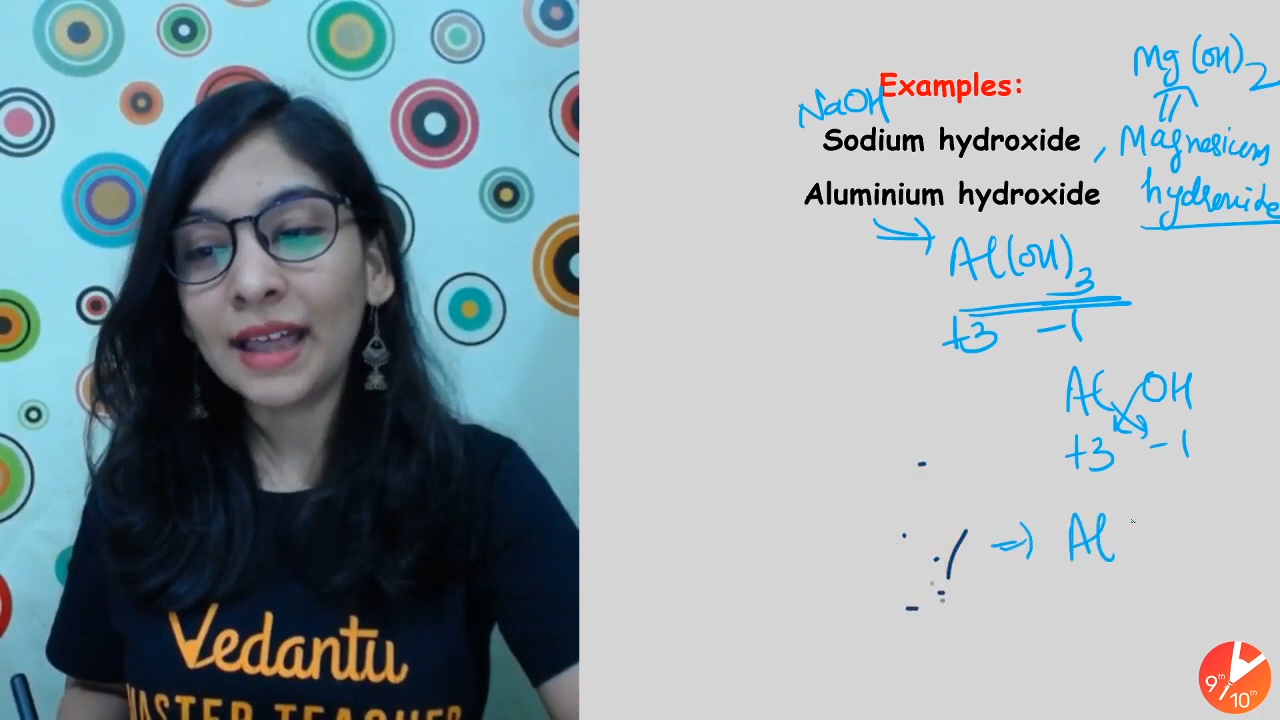 Mg(OH)2
Examples:
NaOH
Sodium hydroxide , Magnesium
Aluminium hydroxide hydroxide
Al(OH)3
+3 -1
Al OH
+3 -1
⇒ Al
Vedantu
MASTER TEACHER
9th
10th